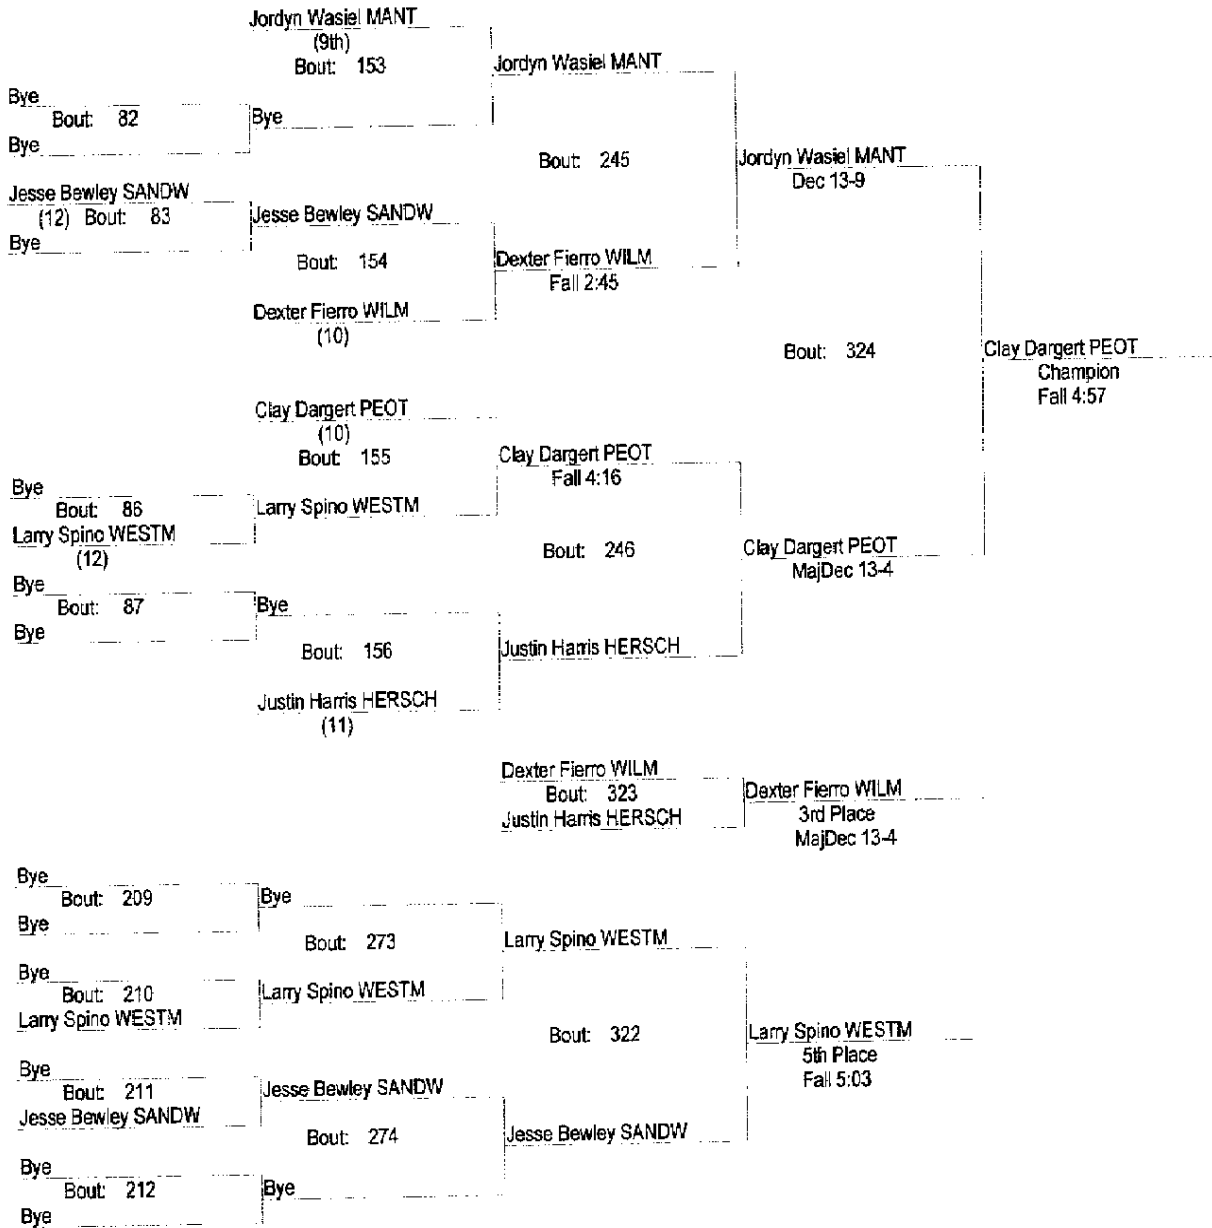 Jordyn Wasiel MANT
(9th)
Bout: 153
Jordyn Wasiel MANT
Bye
Bout: 82
Bye
Bye
Bout: 245
Jordyn Wasiel MANT
Dec 13-9
Jesse Bewley SANDW
(12) Bout: 83
Bye
Jesse Bewley SANDW
Bout: 154
Dexter Fierro WILM
Fall 2:45
Dexter Fierro WILM
(10)
Bout: 324
Clay Dargert PEOT
Champion
Fall 4:57
Clay Dargert PEOT
(10)
Bout: 155
Clay Dargert PEOT
Fall 4:16
Bye
Bout: 86
Larry Spino WESTM
(12)
Larry Spino WESTM
Bout: 246
Clay Dargert PEOT
MajDec 13-4
Bye
Bout: 87
Bye
Bye
Bout: 156
Justin Harris HERSCH
Justin Harris HERSCH
(11)
Dexter Fierro WILM
Bout: 323
Justin Harris HERSCH
Dexter Fierro WILM
3rd Place
MajDec 13-4
Bye
Bout: 209
Bye
Bye
Bout: 273
Larry Spino WESTM
Bye
Bout: 210
Larry Spino WESTM
Larry Spino WESTM
Bout: 322
Larry Spino WESTM
5th Place
Fall 5:03
Bye
Bout: 211
Jesse Bewley SANDW
Jesse Bewley SANDW
Bout: 274
Jesse Bewley SANDW
Bye
Bout: 212
Bye
Bye